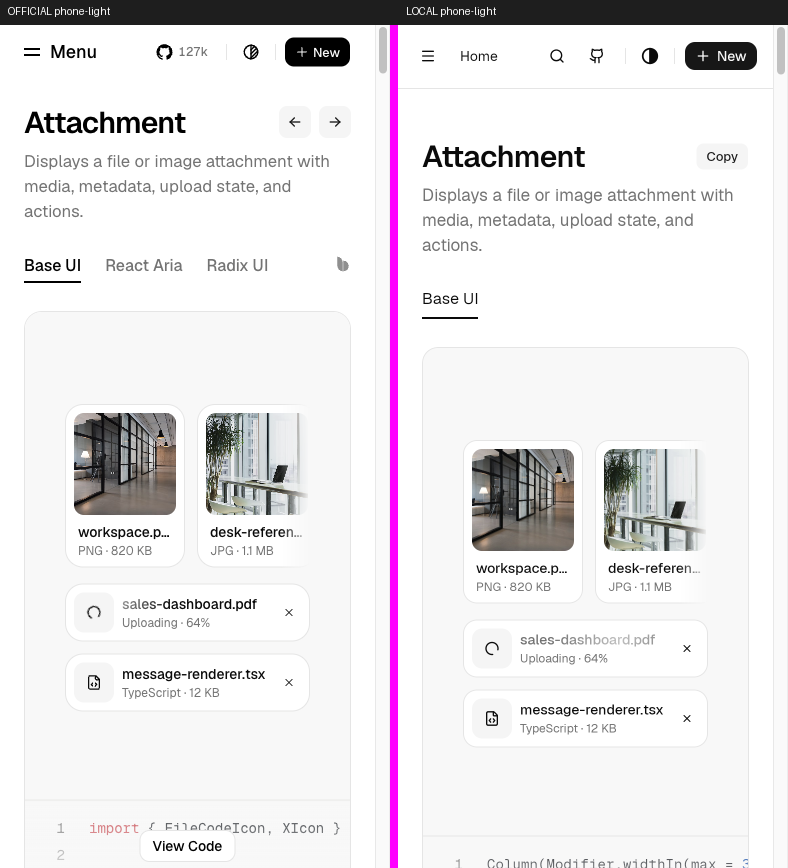 OFFICIAL phone-light
Menu
127k
New
Attachment
Displays a file or image attachment with
media, metadata, upload state, and
actions.
Base UI
React Aria
Radix UI
workspace.p...
PNG · 820 KB
desk-referen...
JPG · 1.1 MB
sales-dashboard.pdf
Uploading · 64%
message-renderer.tsx
TypeScript · 12 KB
1 import { FileCodeIcon, XIcon }
2
View Code
LOCAL phone-light
Home
New
Attachment
Copy
Displays a file or image attachment with
media, metadata, upload state, and
actions.
Base UI
workspace.p...
PNG · 820 KB
desk-referen...
JPG · 1.1 MB
sales-dashboard.pdf
Uploading · 64%
message-renderer.tsx
TypeScript · 12 KB
1 Column(Modifier.widthIn(max = 3